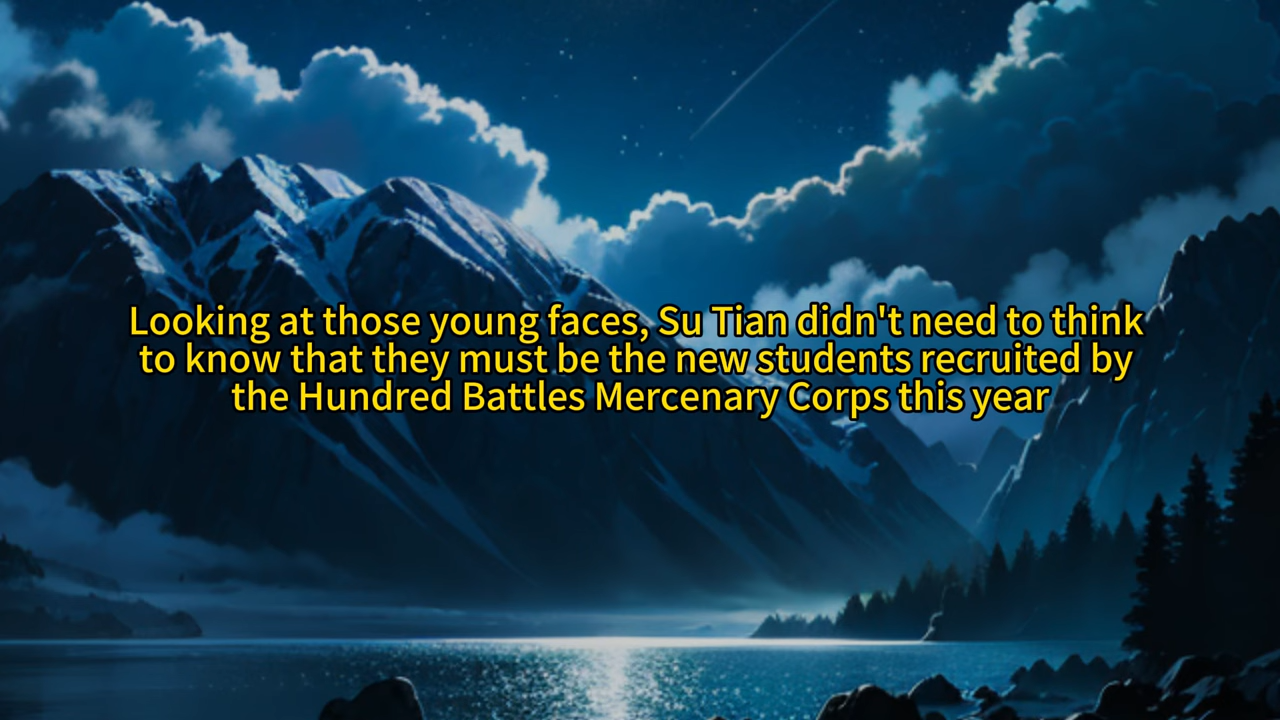 Looking at those young faces, Su Tian didn't need to think
to know that they must be the new students recruited by
the Hundred Battles Mercenary Corps this year